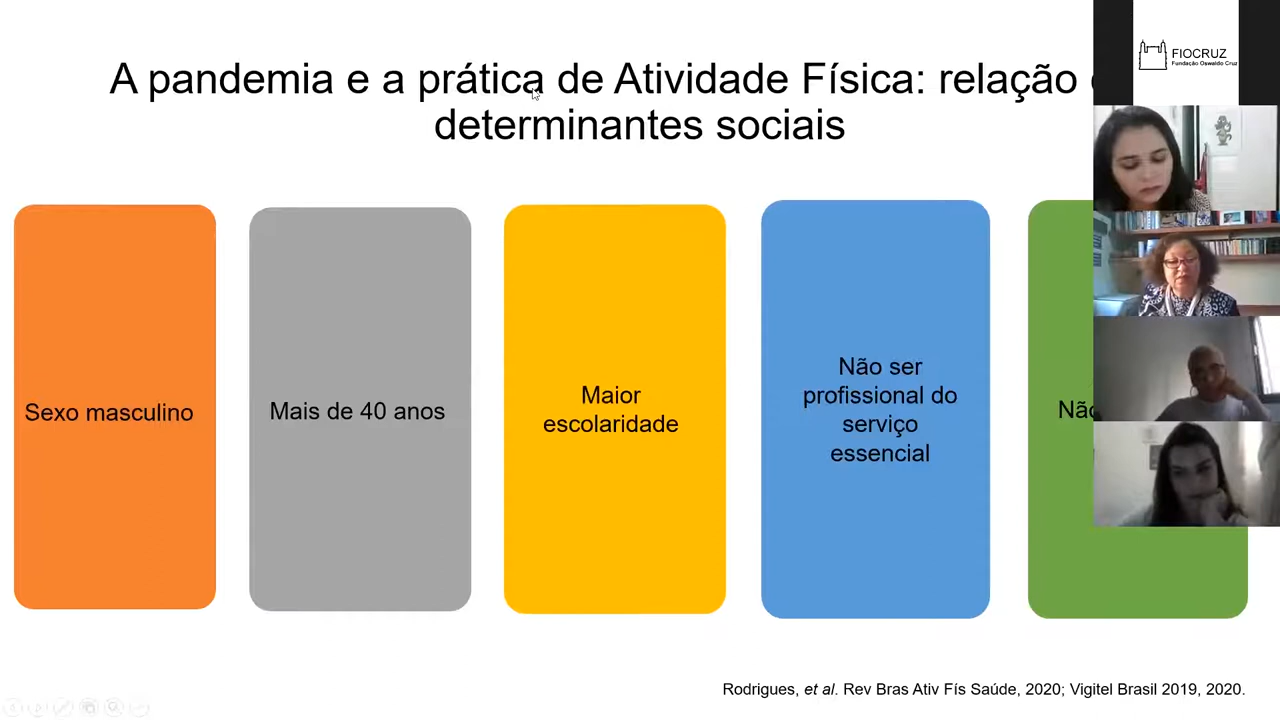 A pandemia e a prática de Atividade Física: relação
determinantes sociais
FIOCRUZ
Fundação Oswaldo Cruz
Sexo masculino
Mais de 40 anos
Maior
escolaridade
Não ser
profissional do
serviço
essencial
Rodrigues, et al. Rev Bras Ativ Fís Saúde, 2020; Vigitel Brasil 2019, 2020.